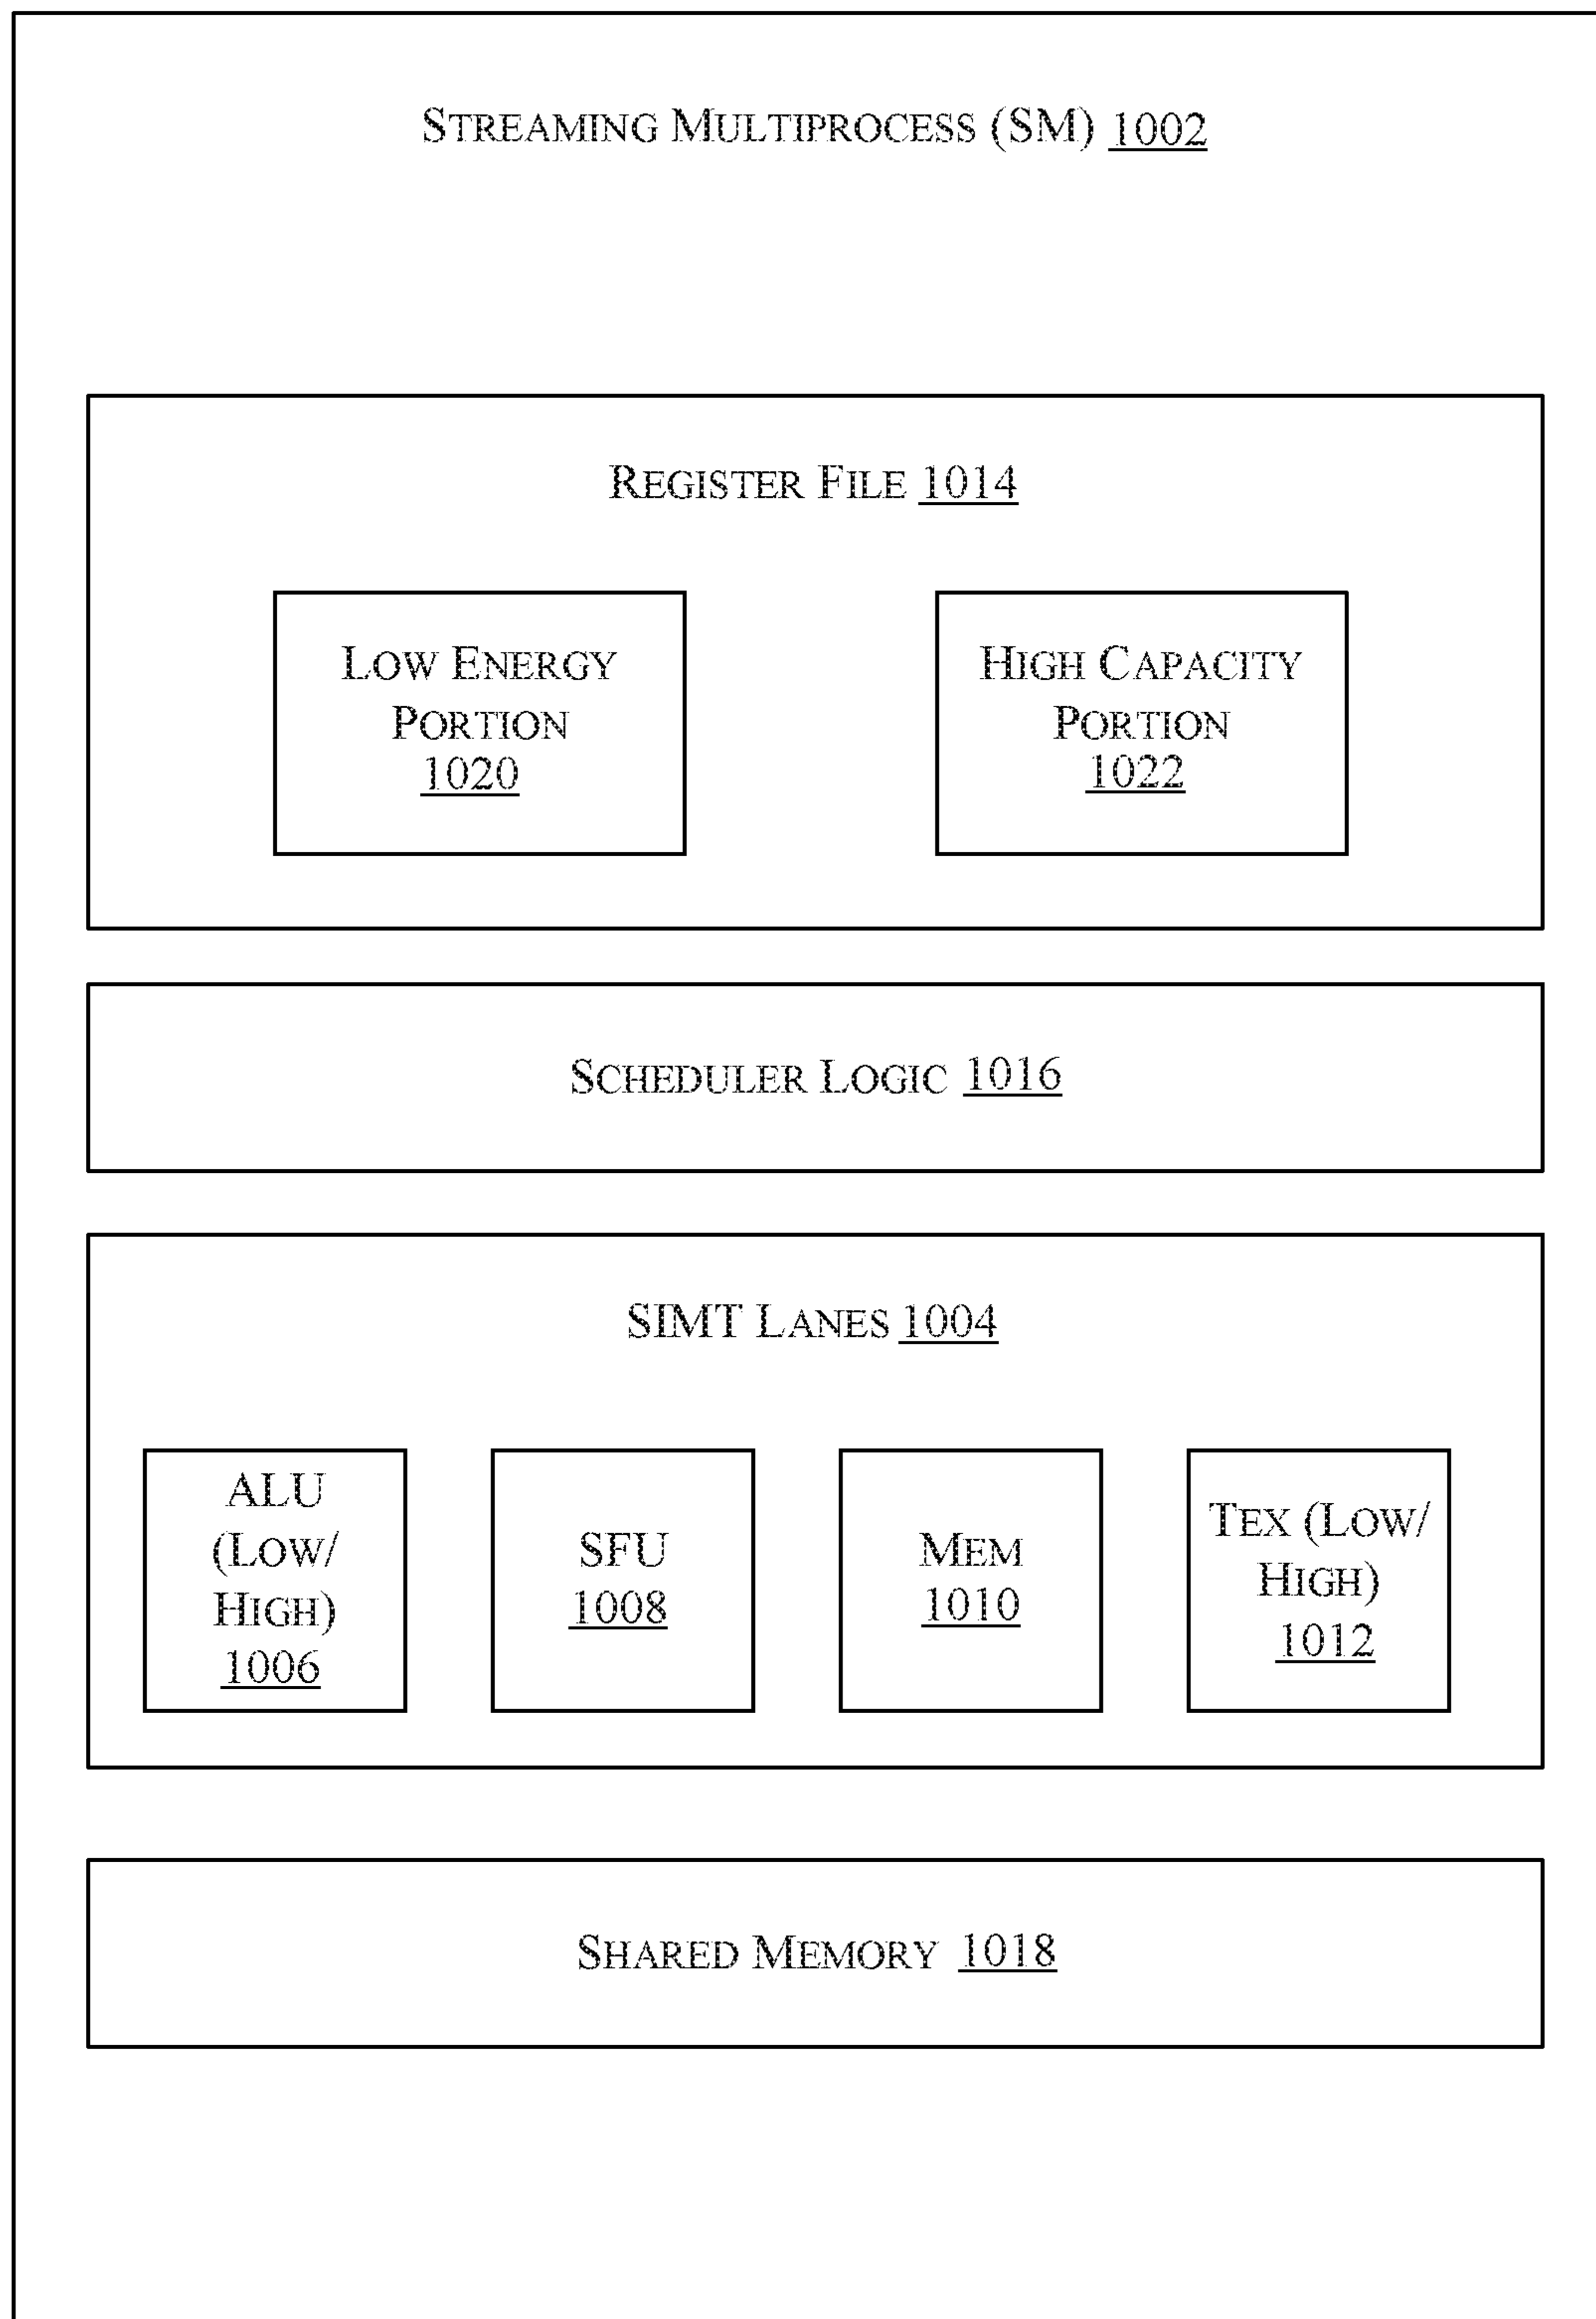 STREAMING MULTIPROCESS (SM) 1002
REGISTER FILE 1014
LOW ENERGY
PORTION
1020
HIGH CAPACITY
PORTION
1022
SCHEDULER LOGIC 1016
SIMT LANES 1004
ALU
(LOW/
HIGH)
1006
SFU
1008
MEM
1010
TEX (LOW/
HIGH)
1012
SHARED MEMORY 1018